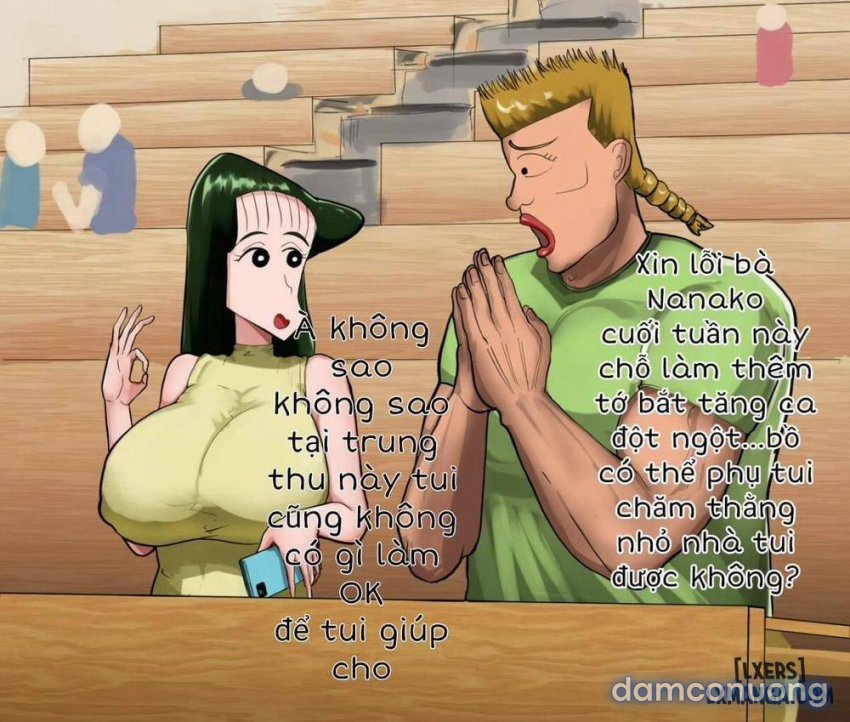 Xin lỗi bà
Nanako
cuối tuần này
chỗ làm thêm
tớ bắt tăng ca
đột ngột...bồ
có thể phụ tui
chăm thằng
nhỏ nhà tui
được không?
À không
sao
không sao
tại trung
thu này tui
cũng không
có gì làm
OK
để tui giúp
cho
[LXERS]
damconuong